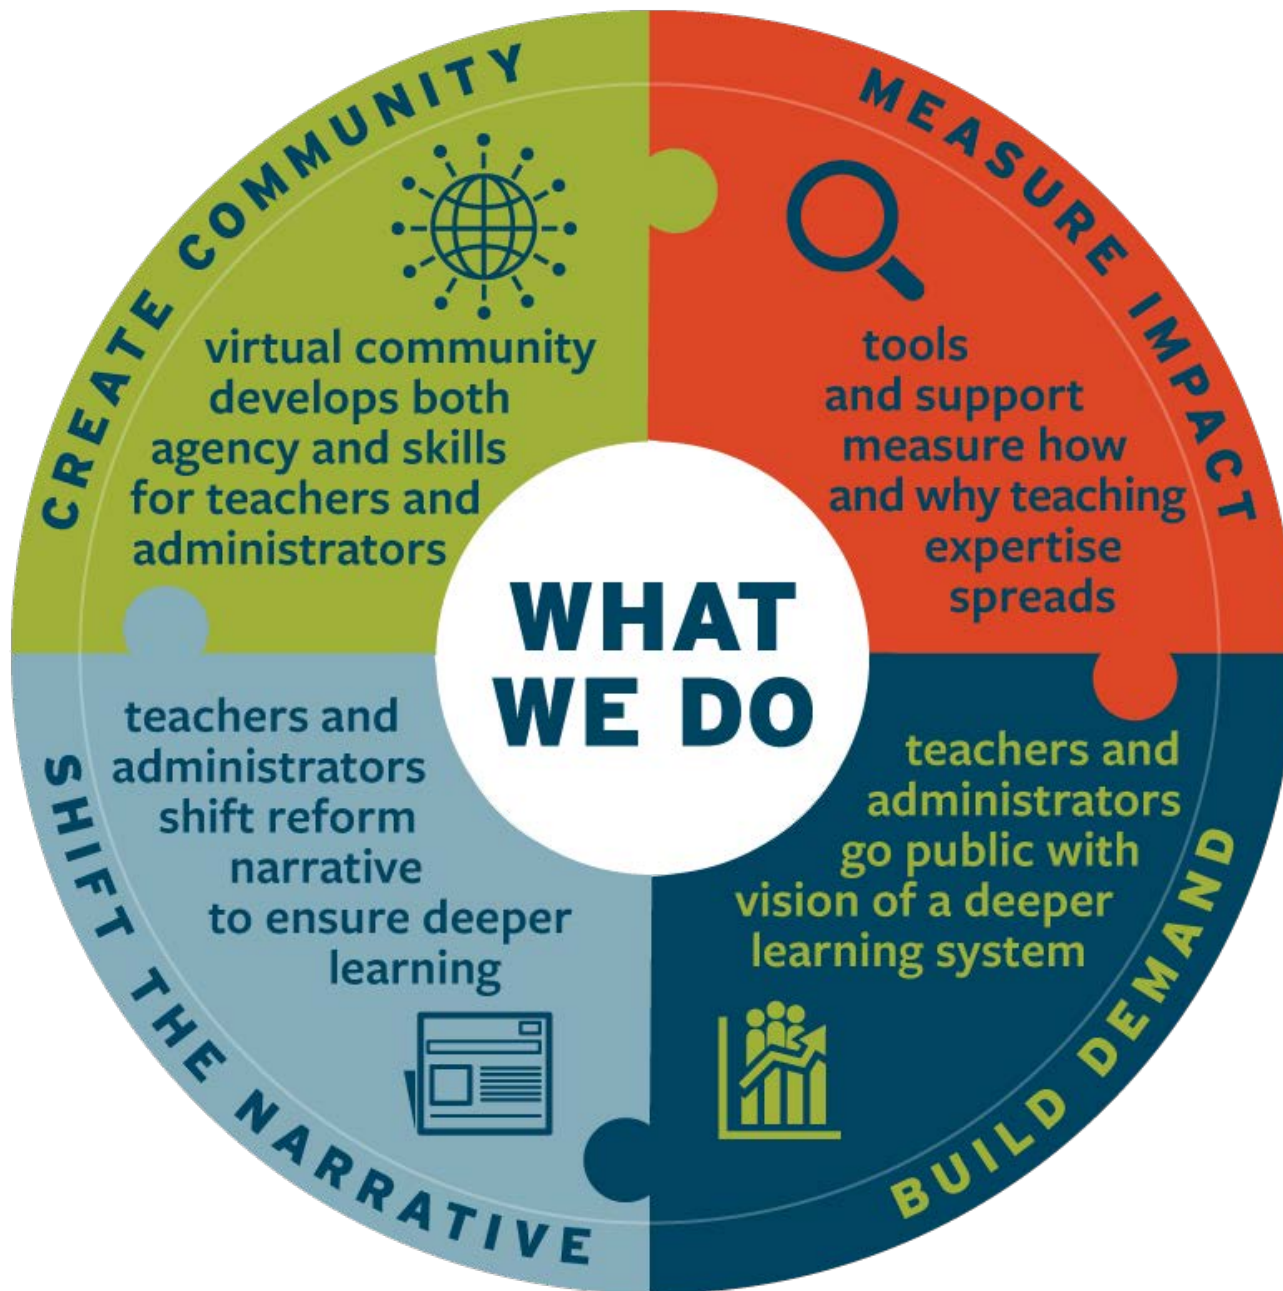 CREATE COMMUNITY
virtual community
develops both
agency and skills
for teachers and
administrators
MEASURE IMPACT
tools
and support
measure how
and why teaching
expertise
spreads
WHAT
WE DO
SHIFT THE NARRATIVE
teachers and
administrators
shift reform
narrative
to ensure deeper
learning
BUILD DEMAND
teachers and
administrators
go public with
vision of a deeper
learning system